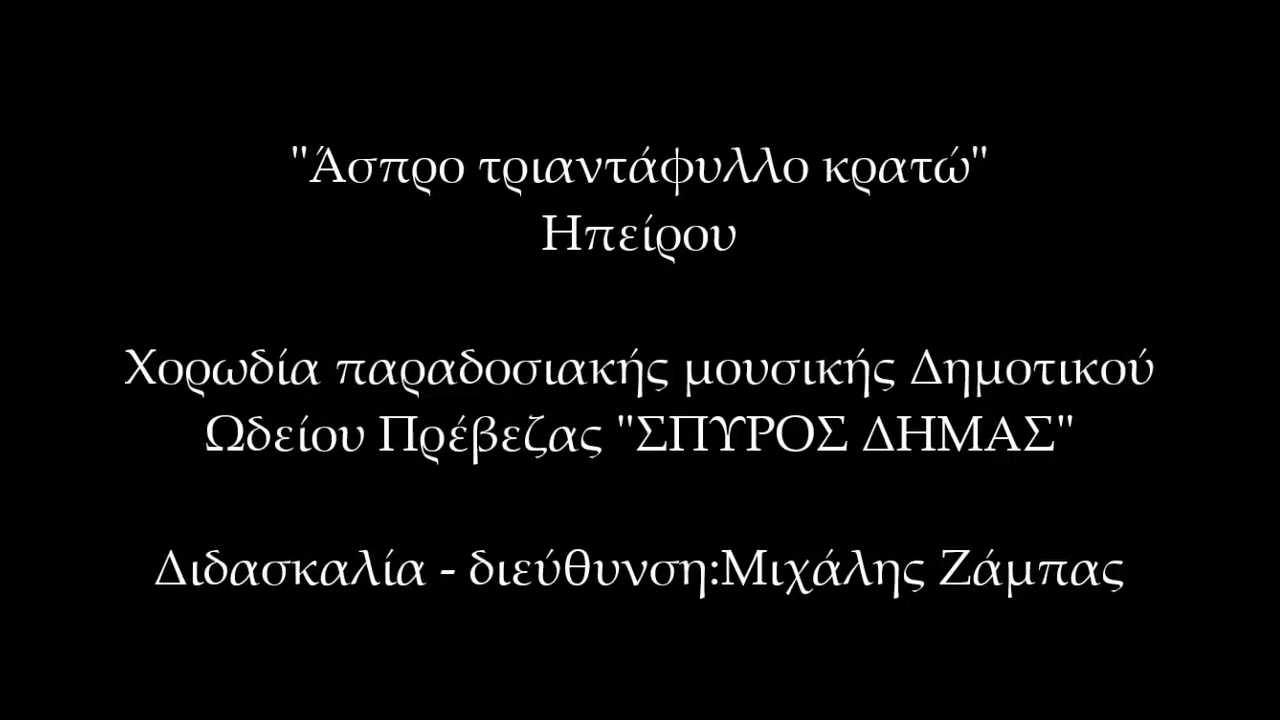 "Άσπρο τριαντάφυλλο κρατώ"
Ηπείρου
Χορωδία παραδοσιακής μουσικής Δημοτικού
Ωδείου Πρέβεζας "ΣΠΥΡΟΣ ΔΗΜΑΣ"
Διδασκαλία - διεύθυνση:Μιχάλης Ζάμπας